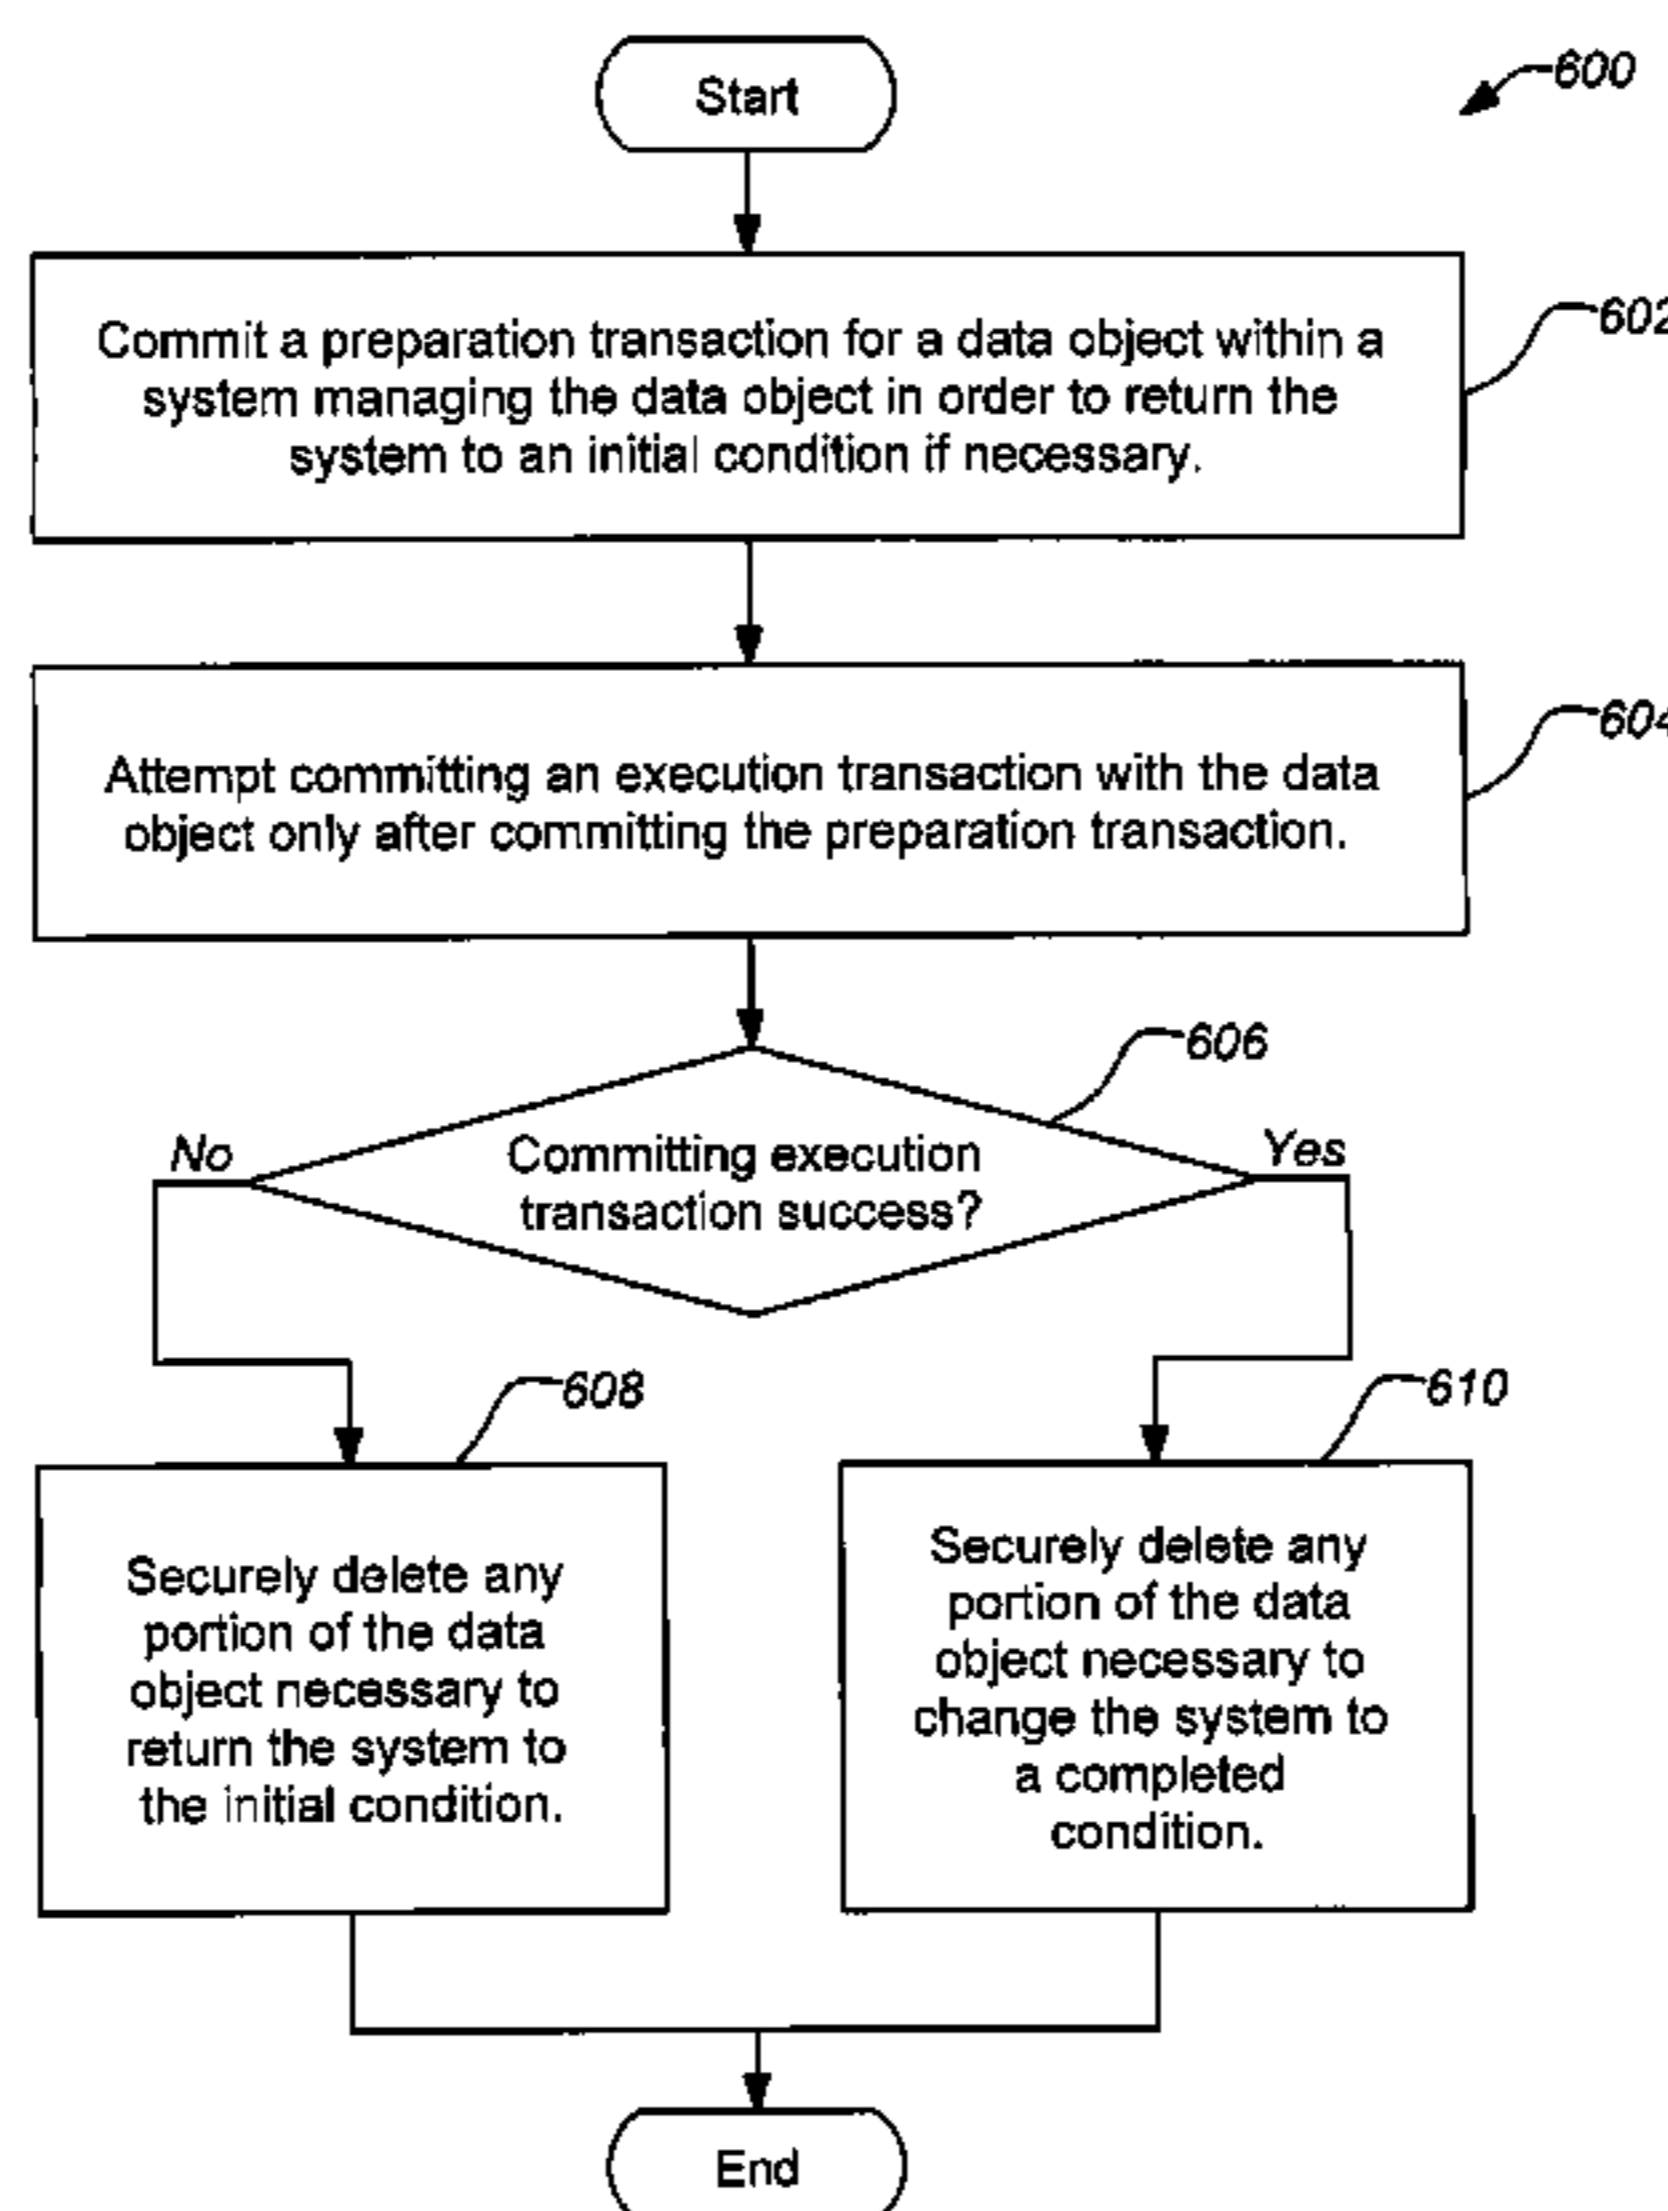 Start
600
Commit a preparation transaction for a data object within a
system managing the data object in order to return the
system to an initial condition if necessary.
602
Attempt committing an execution transaction with the data
object only after committing the preparation transaction.
604
606
No
Committing execution
transaction success?
Yes
608
Securely delete any
portion of the data
object necessary to
return the system to
the initial condition.
610
Securely delete any
portion of the data
object necessary to
change the system to
a completed
condition.
End